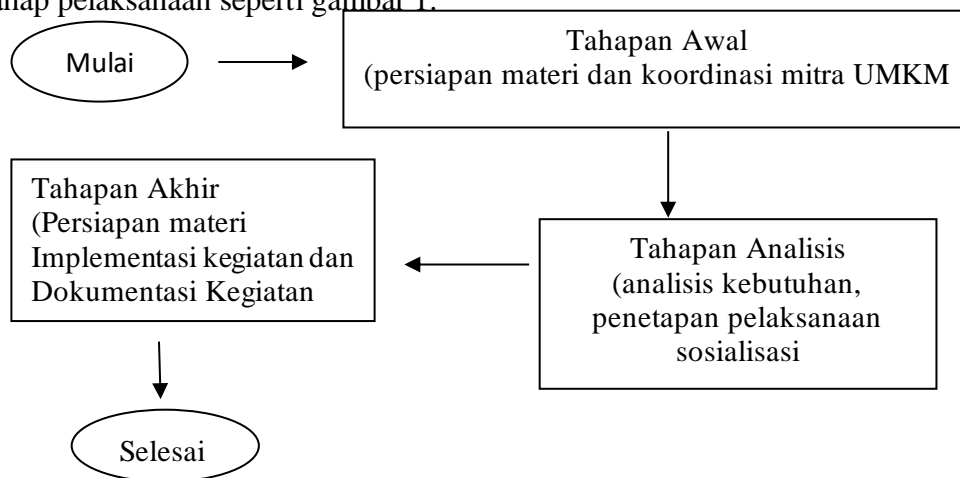 tahap pelaksanaan seperti gambar 1.
Mulai
Tahapan Awal
(persiapan materi dan koordinasi mitra UMKM
Tahapan Analisis
(analisis kebutuhan,
penetapan pelaksanaan
sosialisasi
Tahapan Akhir
(Persiapan materi
Implementasi kegiatan dan
Dokumentasi Kegiatan
Selesai